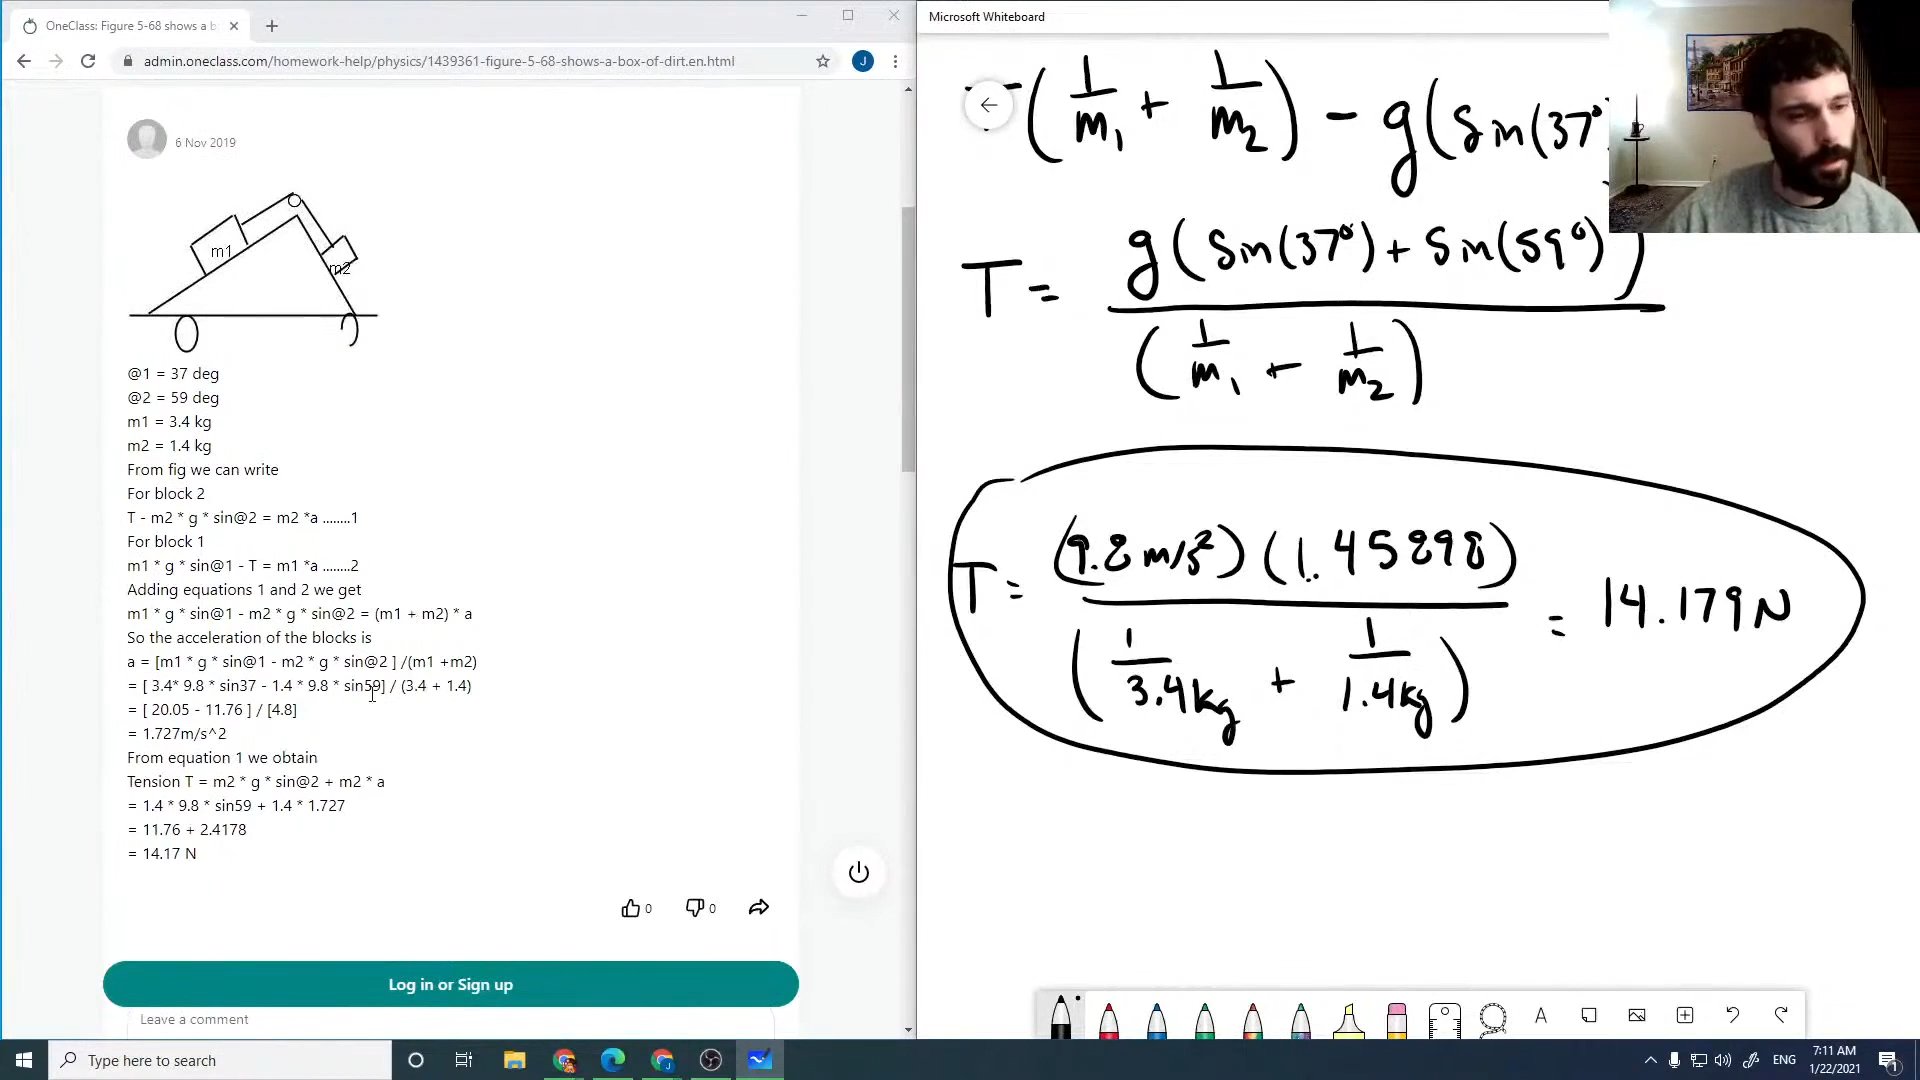 OneClass: Figure 5-68 shows a b
admin.oneclass.com/homework-help/physics/1439361-figure-5-68-shows-a-box-of-dirt.en.html
J
6 Nov 2019
m1
m2
@1 = 37 deg
@2 = 59 deg
m1 = 3.4 kg
m2 = 1.4 kg
From fig we can write
For block 2
T - m2 * g * sin@2 = m2 *a ........1
For block 1
m1 * g * sin@1 - T = m1 *a ........2
Adding equations 1 and 2 we get
m1 * g * sin@1 - m2 * g * sin@2 = (m1 + m2) * a
So the acceleration of the blocks is
a = [m1 * g * sin@1 - m2 * g * sin@2 ] /(m1 +m2)
= [ 3.4* 9.8 * sin37 - 1.4 * 9.8 * sin59] / (3.4 + 1.4)
= [ 20.05 - 11.76 ] / [4.8]
= 1.727m/s^2
From equation 1 we obtain
Tension T = m2 * g * sin@2 + m2 * a
= 1.4 * 9.8 * sin59 + 1.4 * 1.727
= 11.76 + 2.4178
= 14.17 N
0
0
Log in or Sign up
Leave a comment
Microsoft Whiteboard
(1/m₁ + 1/m₂) - g(Sin(37°
T = g(Sin(37°) + Sin(59°)) / (1/m₁ + 1/m₂)
T = (9.8 m/s²)(1.45898) / (1/3.4kg + 1/1.4kg) = 14.179N
Type here to search
ENG
7:11 AM
1/22/2021